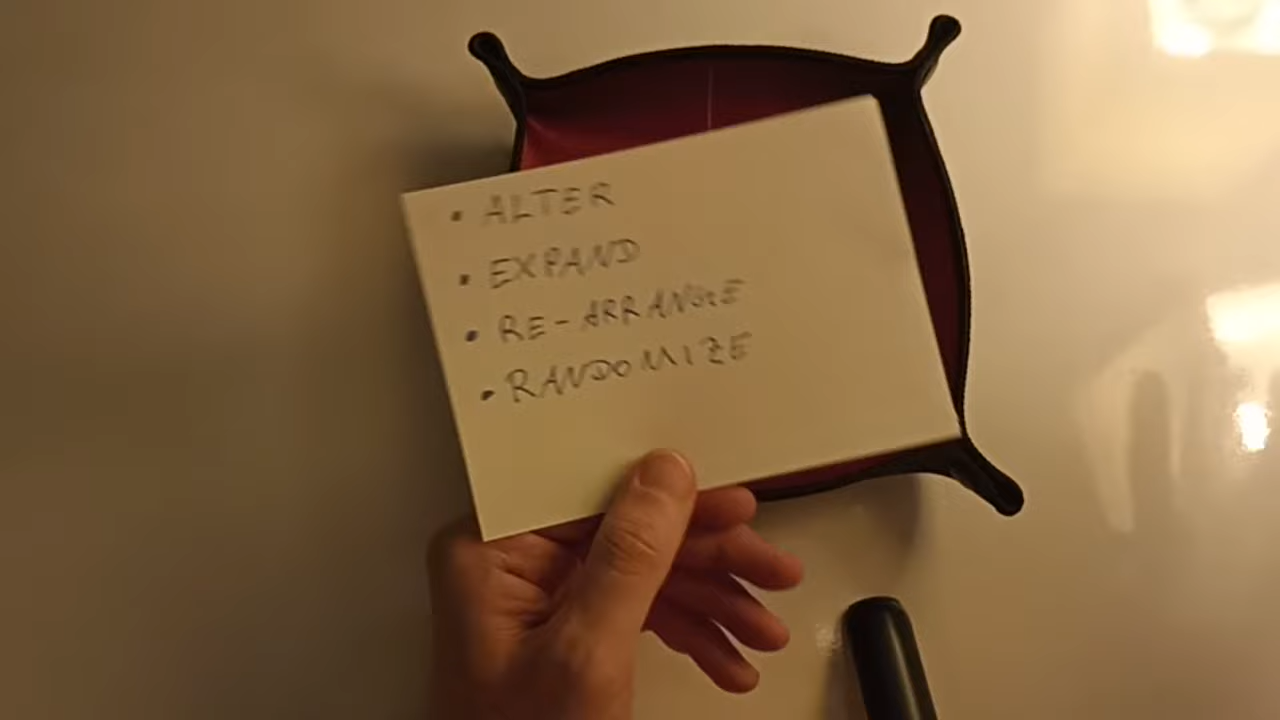 • ALTER
• EXPAND
• RE-ARRANGE
• RANDOMIZE